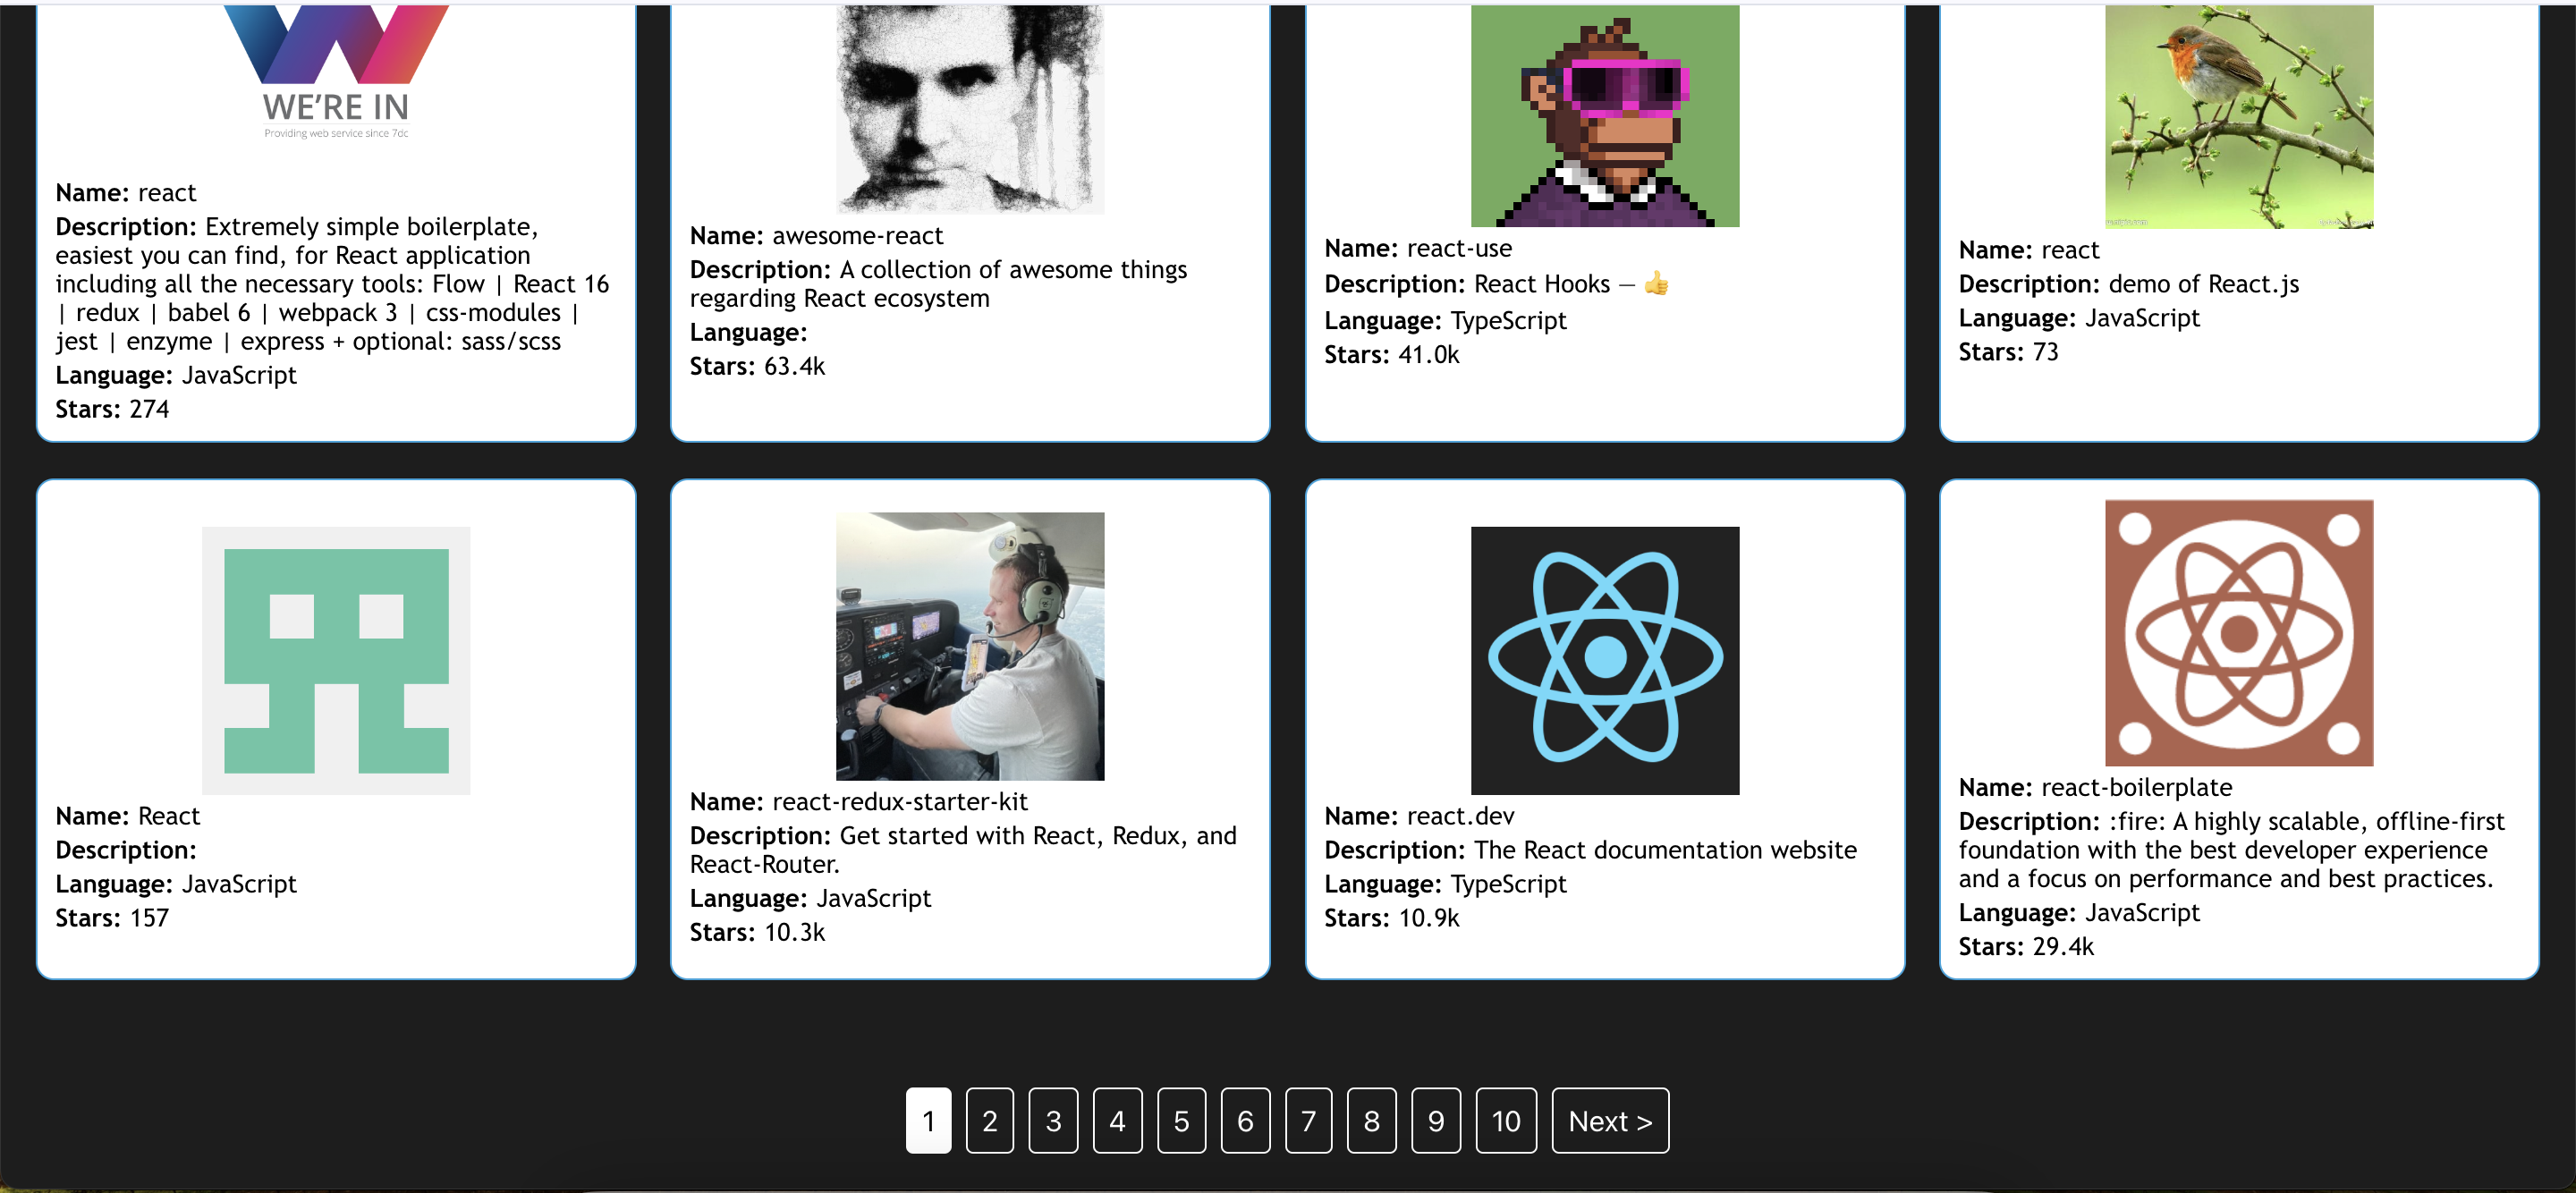 WE'RE IN
Providing web service since 7dc
Name: react
Description: Extremely simple boilerplate,
easiest you can find, for React application
including all the necessary tools: Flow | React 16
| redux | babel 6 | webpack 3 | css-modules |
jest | enzyme | express + optional: sass/scss
Language: JavaScript
Stars: 274
Name: awesome-react
Description: A collection of awesome things
regarding React ecosystem
Language:
Stars: 63.4k
Name: react-use
Description: React Hooks — 👍
Language: TypeScript
Stars: 41.0k
Name: react
Description: demo of React.js
Language: JavaScript
Stars: 73
Name: React
Description:
Language: JavaScript
Stars: 157
Name: react-redux-starter-kit
Description: Get started with React, Redux, and
React-Router.
Language: JavaScript
Stars: 10.3k
Name: react.dev
Description: The React documentation website
Language: TypeScript
Stars: 10.9k
Name: react-boilerplate
Description: :fire: A highly scalable, offline-first
foundation with the best developer experience
and a focus on performance and best practices.
Language: JavaScript
Stars: 29.4k
1 2 3 4 5 6 7 8 9 10 Next >